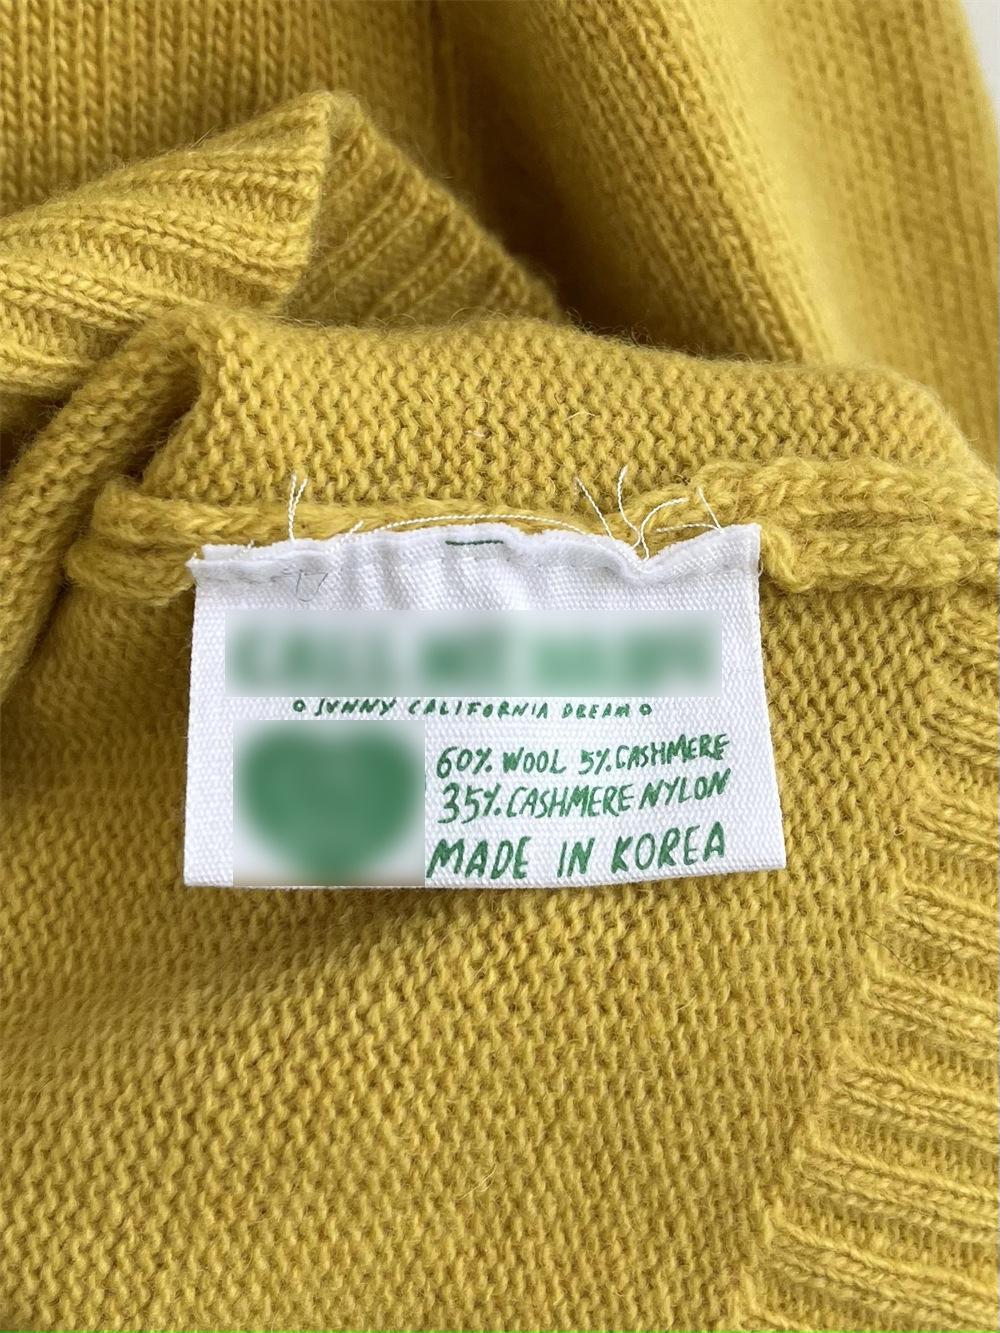 SUNNY CALIFORNIA DREAM
60% WOOL 5% CASHMERE
35% CASHMERE NYLON
MADE IN KOREA